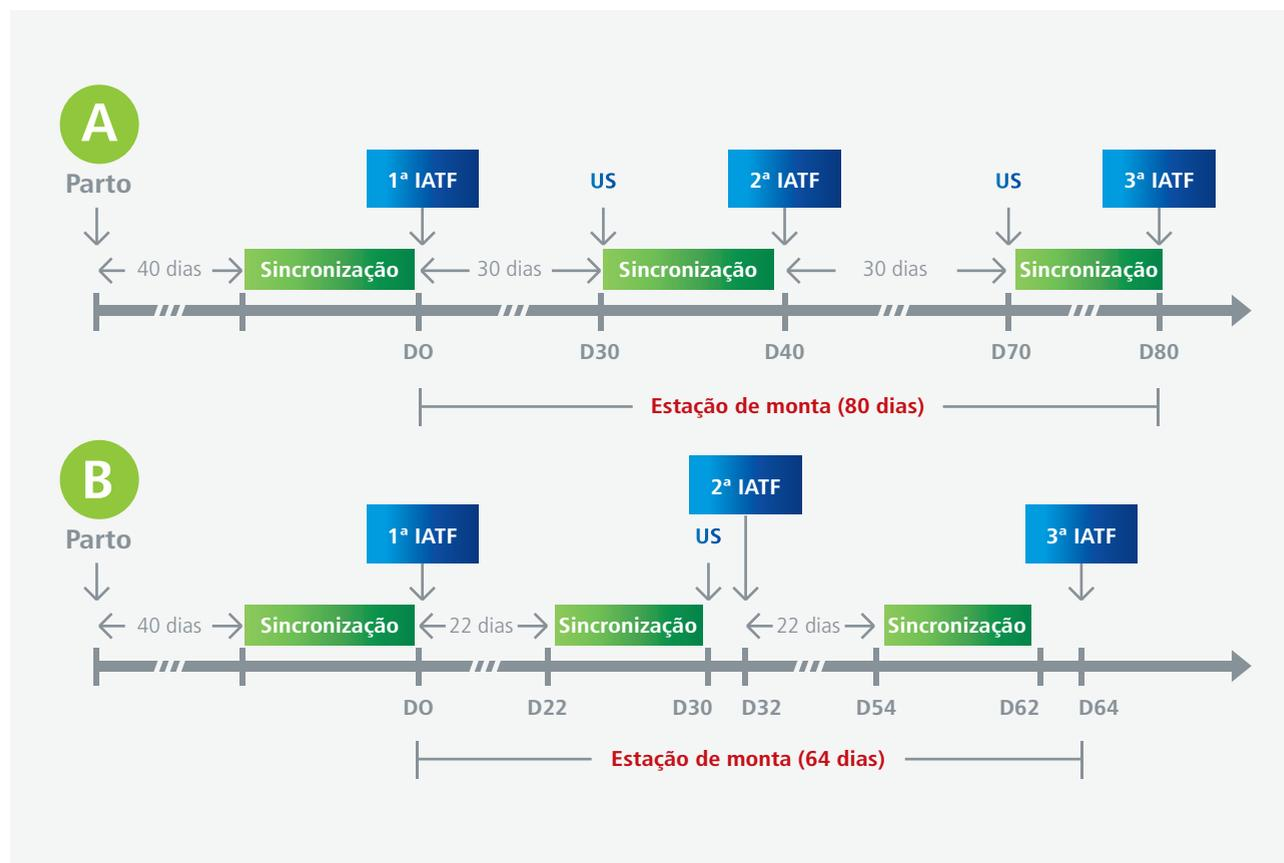 A
Parto
1ª IATF
US
2ª IATF
US
3ª IATF
40 dias
Sincronização
30 dias
Sincronização
30 dias
Sincronização
DO
D30
D40
D70
D80
Estação de monta (80 dias)
B
Parto
1ª IATF
2ª IATF
US
3ª IATF
40 dias
Sincronização
22 dias
Sincronização
22 dias
Sincronização
DO
D22
D30
D32
D54
D62
D64
Estação de monta (64 dias)